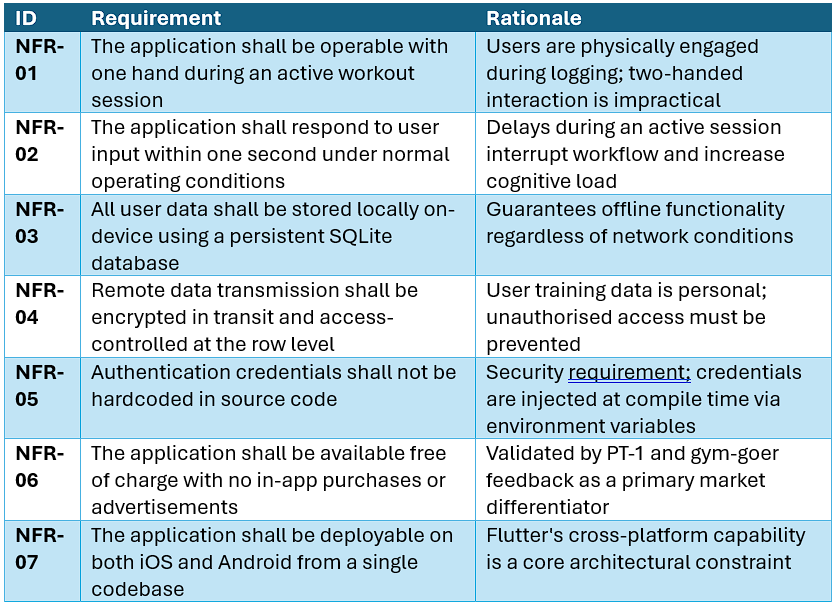 ID Requirement Rationale
NFR- The application shall be operable with Users are physically engaged
01 one hand during an active workout during logging; two-handed
session interaction is impractical
NFR- The application shall respond to user Delays during an active session
02 input within one second under normal interrupt workflow and increase
operating conditions cognitive load
NFR- All user data shall be stored locally on- Guarantees offline functionality
03 device using a persistent SQLite regardless of network conditions
database
NFR- Remote data transmission shall be User training data is personal;
04 encrypted in transit and access- unauthorised access must be
controlled at the row level prevented
NFR- Authentication credentials shall not be Security requirement; credentials
05 hardcoded in source code are injected at compile time via
environment variables
NFR- The application shall be available free Validated by PT-1 and gym-goer
06 of charge with no in-app purchases or feedback as a primary market
advertisements differentiator
NFR- The application shall be deployable on Flutter's cross-platform capability
07 both iOS and Android from a single is a core architectural constraint
codebase